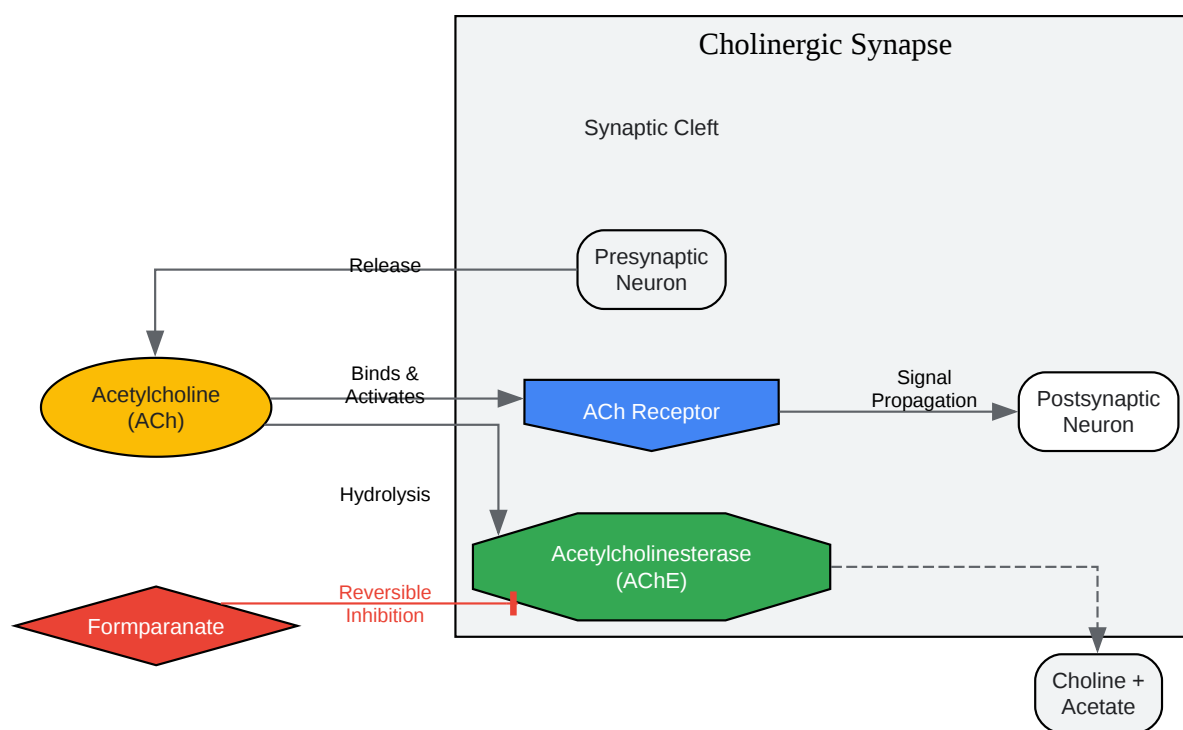 Cholinergic Synapse
Synaptic Cleft
Presynaptic
Neuron
Release
Acetylcholine
(ACh)
Binds &
Activates
ACh Receptor
Signal
Propagation
Postsynaptic
Neuron
Hydrolysis
Acetylcholinesterase
(AChE)
Reversible
Inhibition
Formparanate
Choline +
Acetate